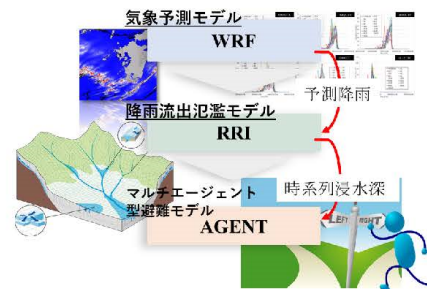 気象予測モデル
WRF
予測降雨
降雨流出氾濫モデル
RRI
マルチエージェント
型避難モデル
時系列浸水深
AGENT
LEFT
RIGHT